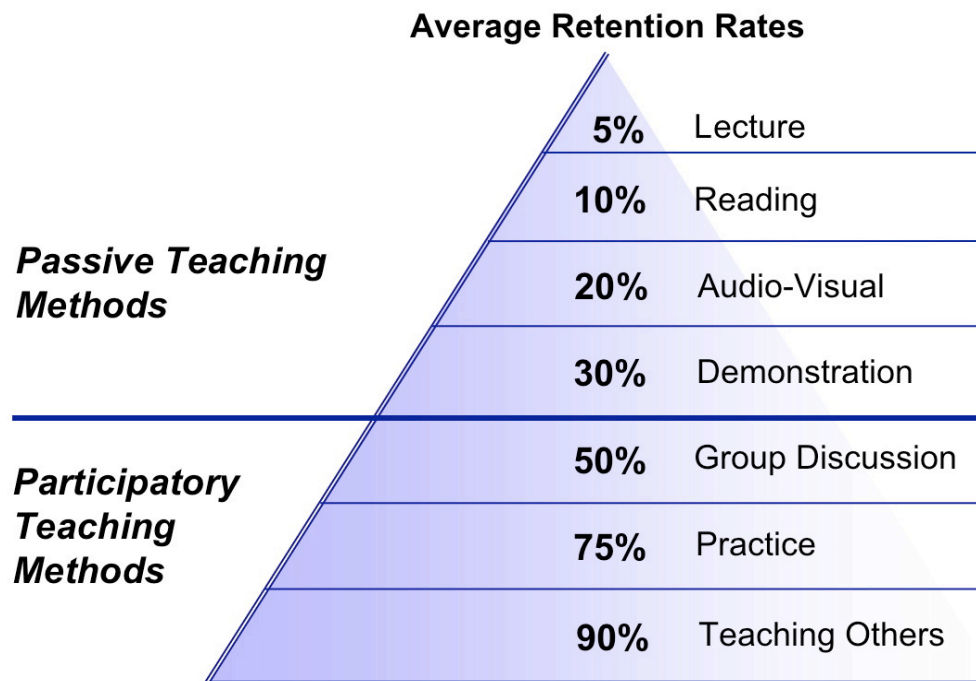 Average Retention Rates
5% Lecture
10% Reading
Passive Teaching
Methods
20% Audio-Visual
30% Demonstration
50% Group Discussion
Participatory
Teaching
Methods
75% Practice
90% Teaching Others